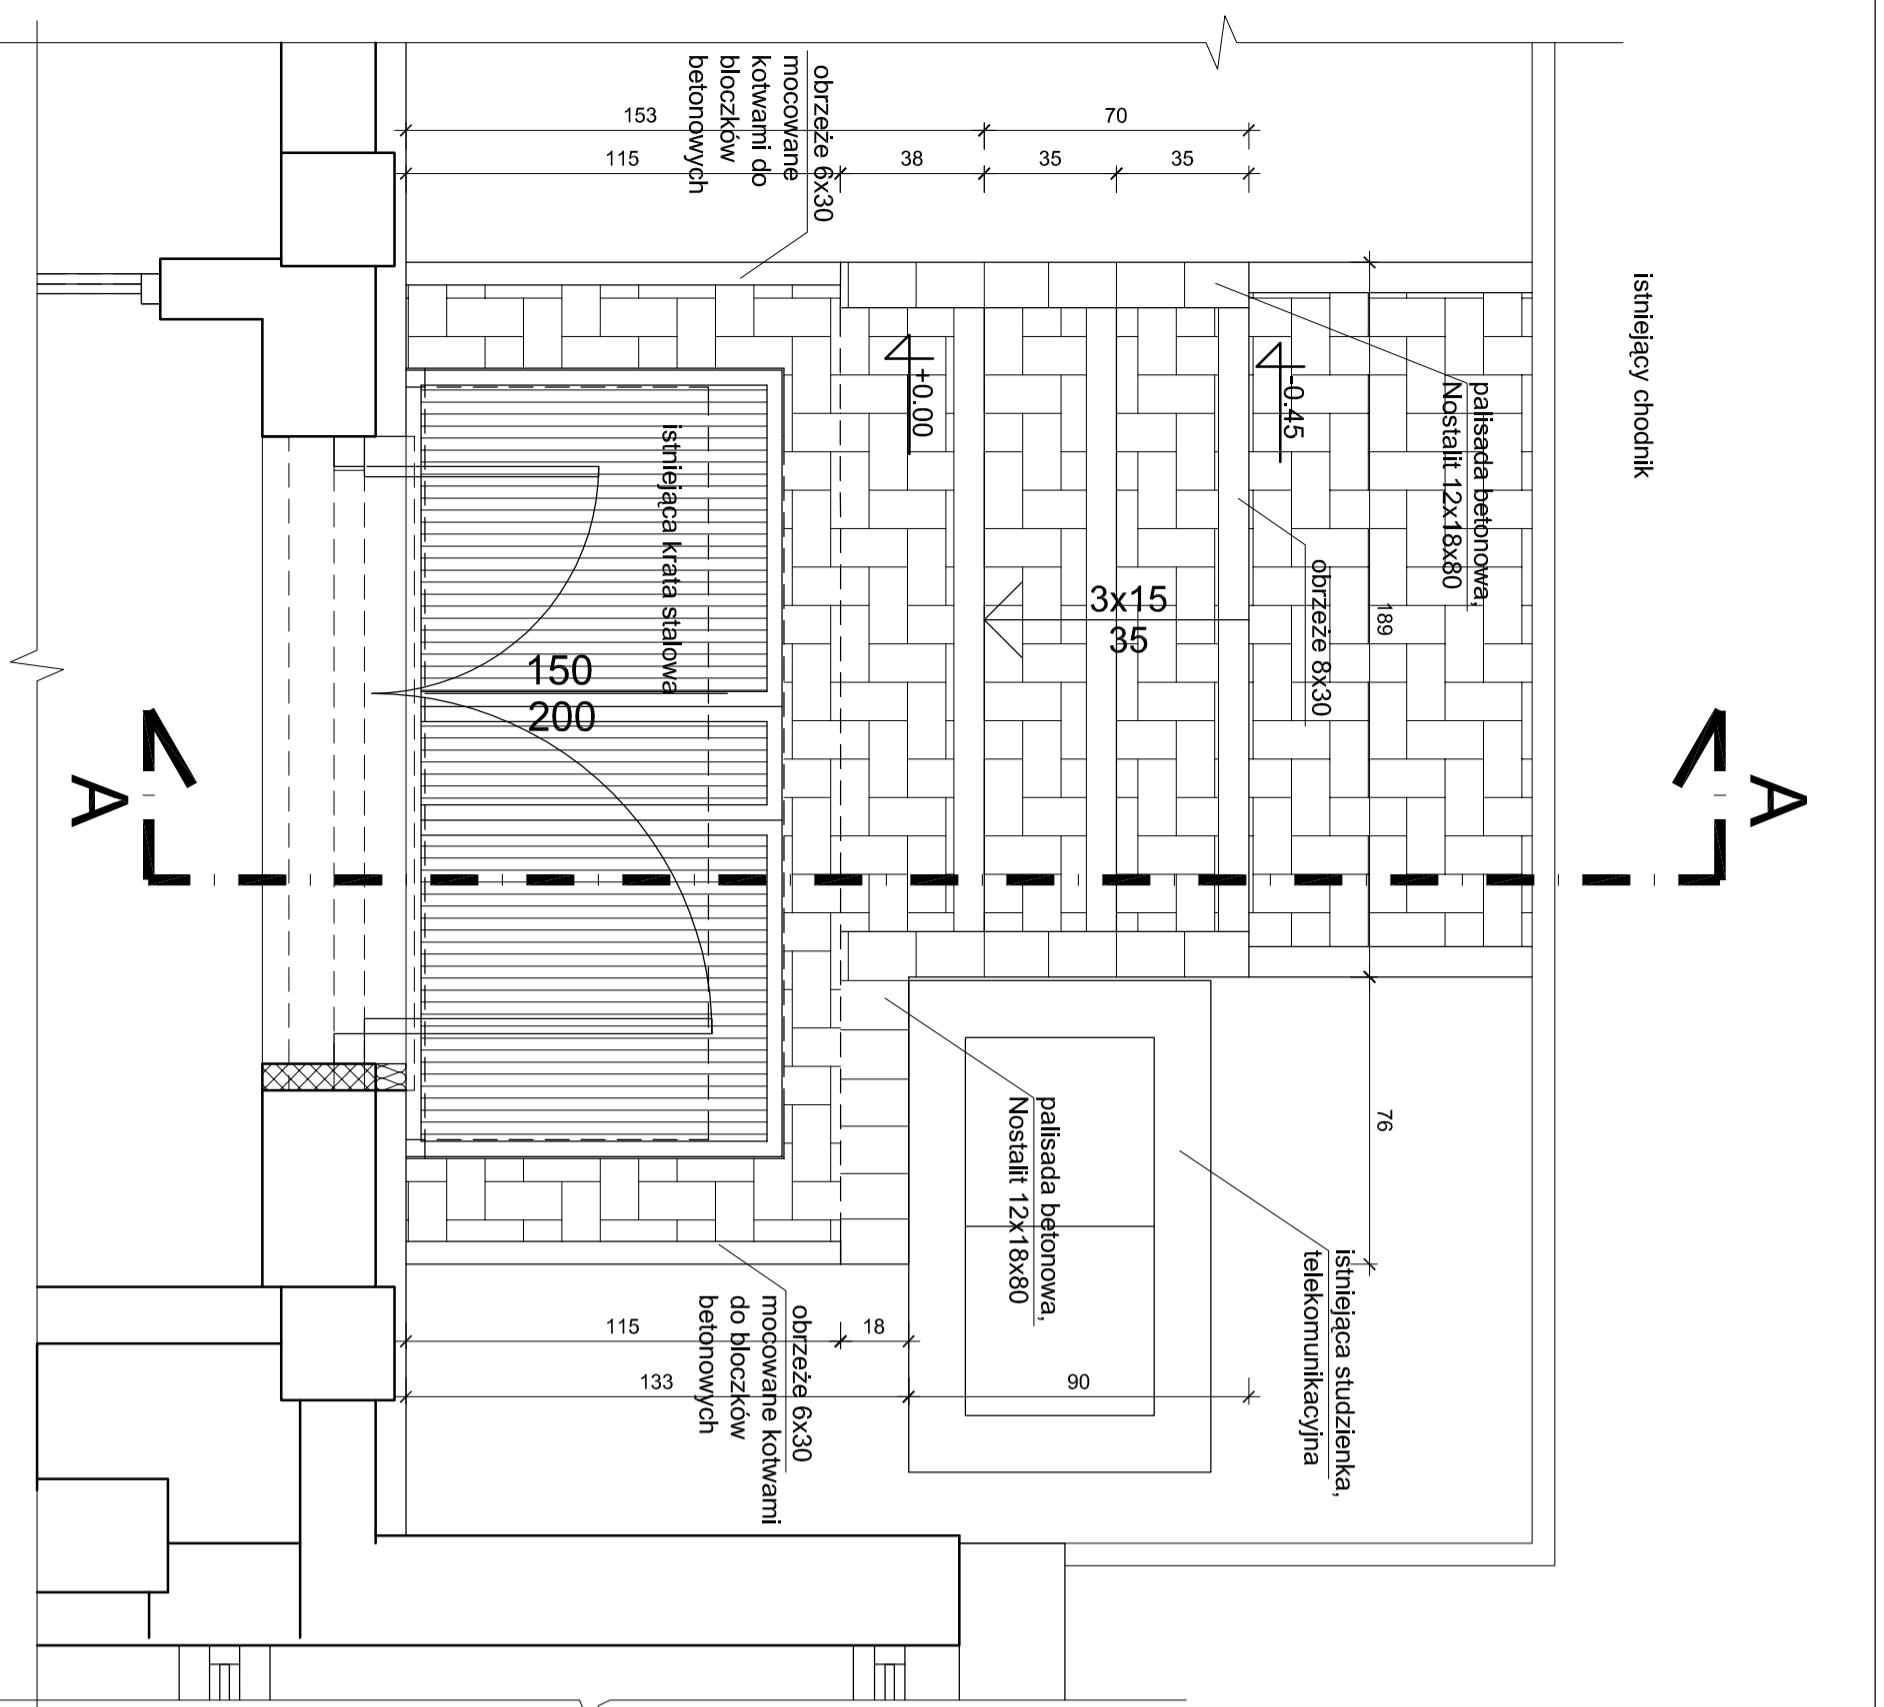 153
70
115
38
35
35
obrzeże 6x30
mocowane
kotwami do
bloczków
betonowych
istniejący chodnik
palisada betonowa,
Nostalit 12x18x80
+0.00
-0.45
istniejąca krata stalowa
obrzeże 8x30
3x15
35
189
150
200
A
A
76
palisada betonowa,
Nostalit 12x18x80
istniejąca studzienka,
telekomunikacyjna
obrzeże 6x30
mocowane kotwami
do bloczków
betonowych
115
18
133
90